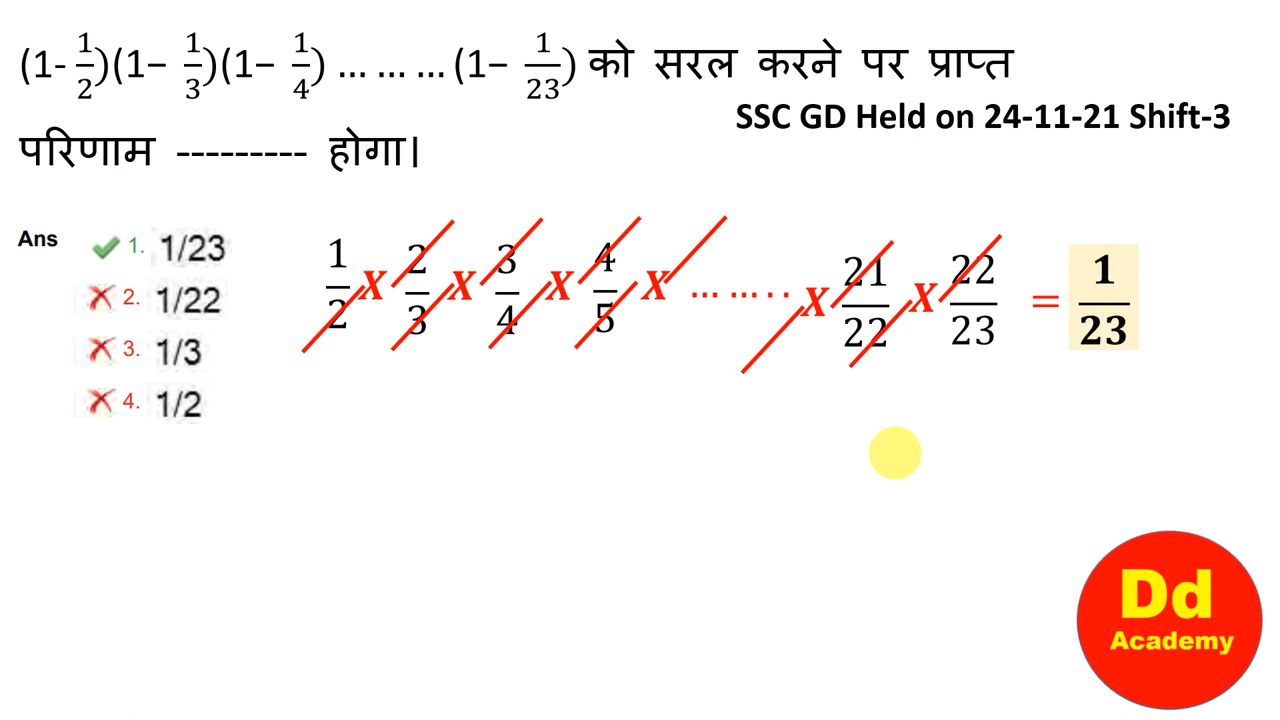 (1- 1/2)(1− 1/3)(1− 1/4) ... ... ... (1− 1/23) को सरल करने पर प्राप्त
SSC GD Held on 24-11-21 Shift-3
परिणाम --------- होगा।
Ans
1. 1/23
2. 1/22
3. 1/3
4. 1/2
1/2 X 2/3 X 3/4 X 4/5 X ... ... . . X 21/22 X 22/23 = 1/23
Dd
Academy